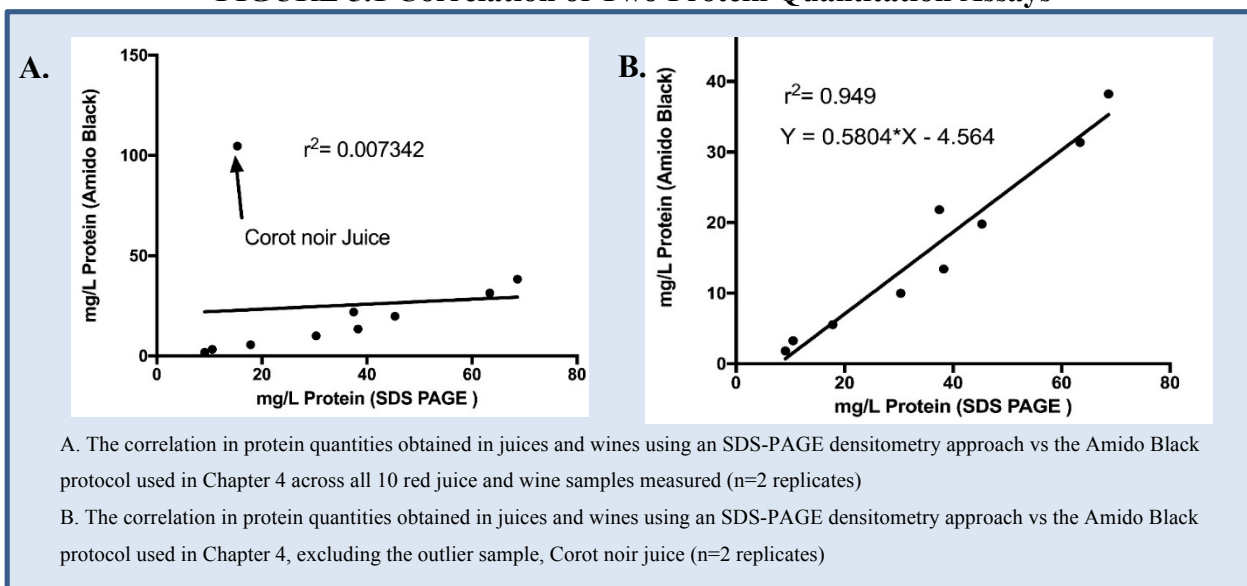 FIGURE 5.1 Correlation of Two Protein Quantitation Assays
A.
150
100
50
0
mg/L Protein (Amido Black)
r²= 0.007342
Corot noir Juice
0 20 40 60 80
mg/L Protein (SDS PAGE )
B.
40
30
20
10
0
mg/L Protein (Amido Black)
r²= 0.949
Y = 0.5804*X - 4.564
0 20 40 60 80
mg/L Protein (SDS PAGE )
A. The correlation in protein quantities obtained in juices and wines using an SDS-PAGE densitometry approach vs the Amido Black
protocol used in Chapter 4 across all 10 red juice and wine samples measured (n=2 replicates)
B. The correlation in protein quantities obtained in juices and wines using an SDS-PAGE densitometry approach vs the Amido Black
protocol used in Chapter 4, excluding the outlier sample, Corot noir juice (n=2 replicates)